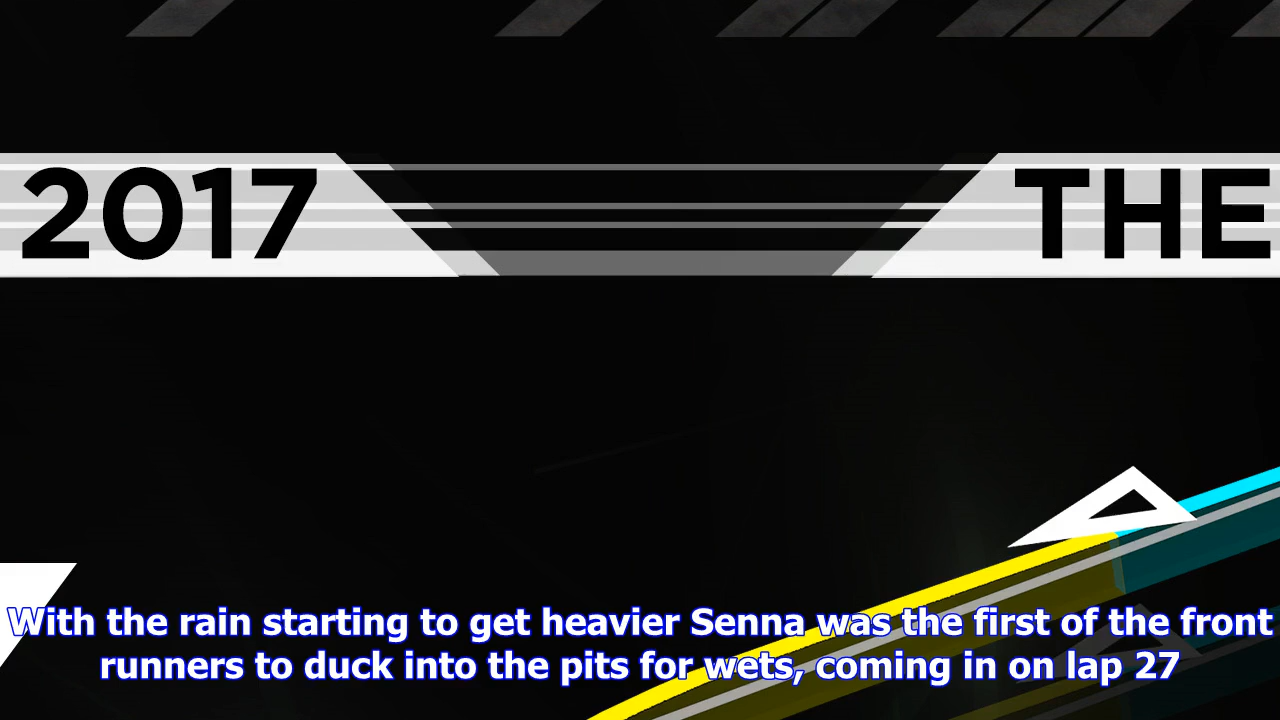 2017 THE
With the rain starting to get heavier Senna was the first of the front
runners to duck into the pits for wets, coming in on lap 27